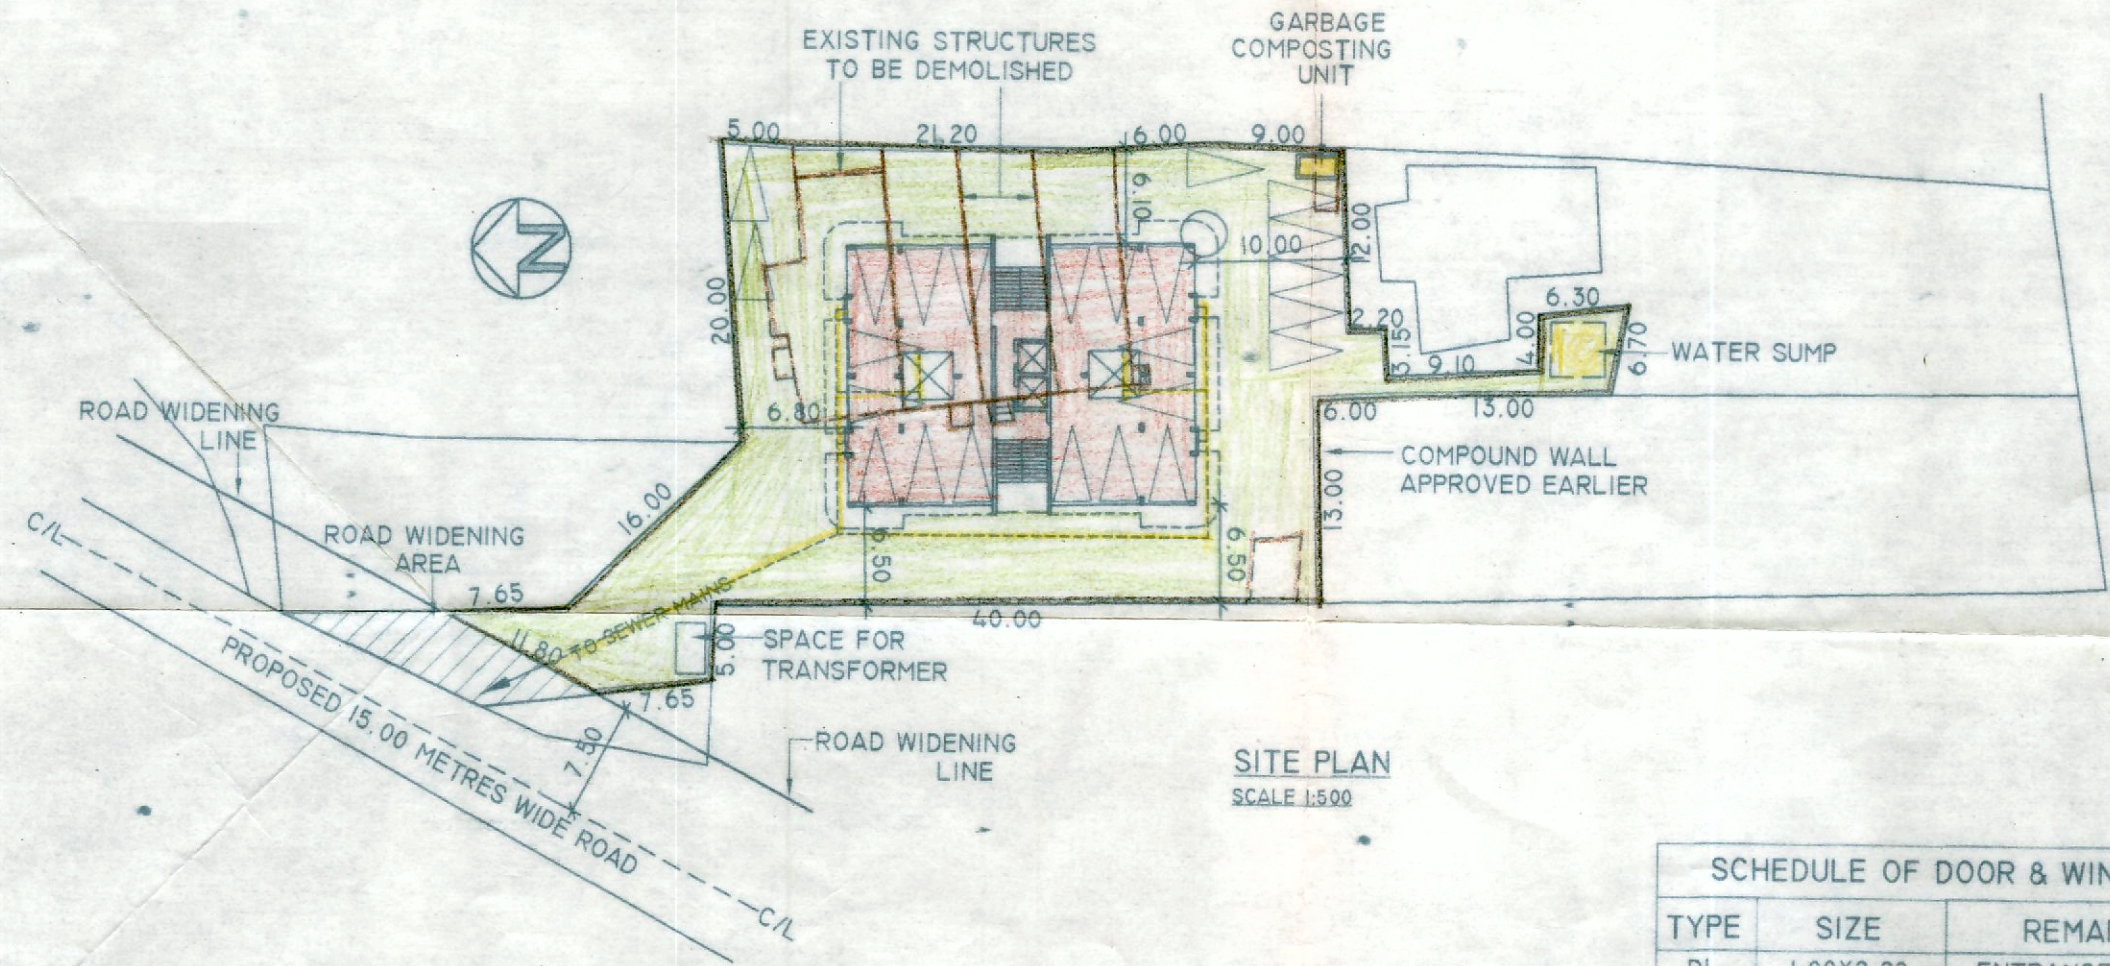 GARBAGE
COMPOSTING
UNIT
EXISTING STRUCTURES
TO BE DEMOLISHED
5.00
21.20
6.00
9.00
6.10
N
10.00
12.00
20.00
6.30
2.20
3.15
4.00
6.70
WATER SUMP
9.10
6.80
6.00
13.00
ROAD WIDENING
LINE
COMPOUND WALL
APPROVED EARLIER
13.00
16.00
C/L
ROAD WIDENING
AREA
6.50
6.50
7.65
40.00
11.80
TO SEWER MAINS
5.00
SPACE FOR
TRANSFORMER
7.65
7.50
PROPOSED 15.00 METRES WIDE ROAD
ROAD WIDENING
LINE
C/L
SITE PLAN
SCALE 1:500
SCHEDULE OF DOOR & WIN
TYPE SIZE REMA